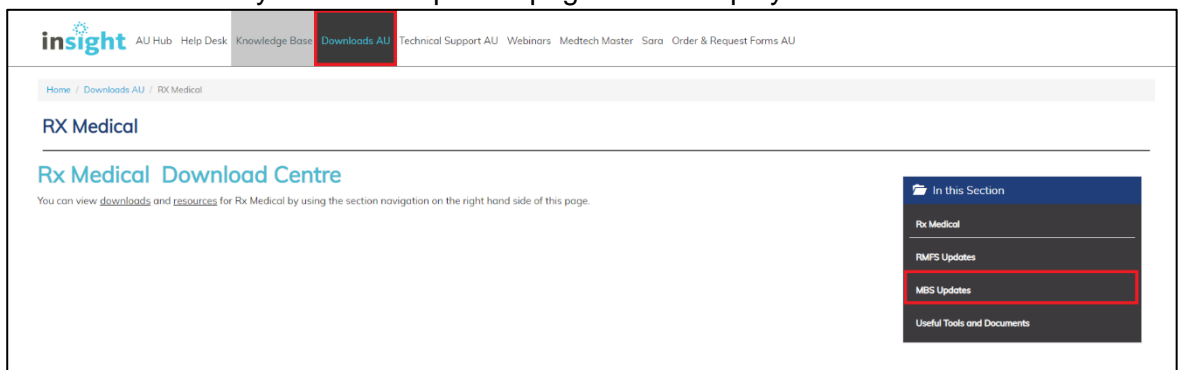 insight AU Hub Help Desk Knowledge Base Downloads AU Technical Support AU Webinars Medtech Master Sara Order & Request Forms AU
Home / Downloads AU / RX Medical
RX Medical
Rx Medical Download Centre
You can view downloads and resources for Rx Medical by using the section navigation on the right hand side of this page.
In this Section
Rx Medical
RMFS Updates
MBS Updates
Useful Tools and Documents